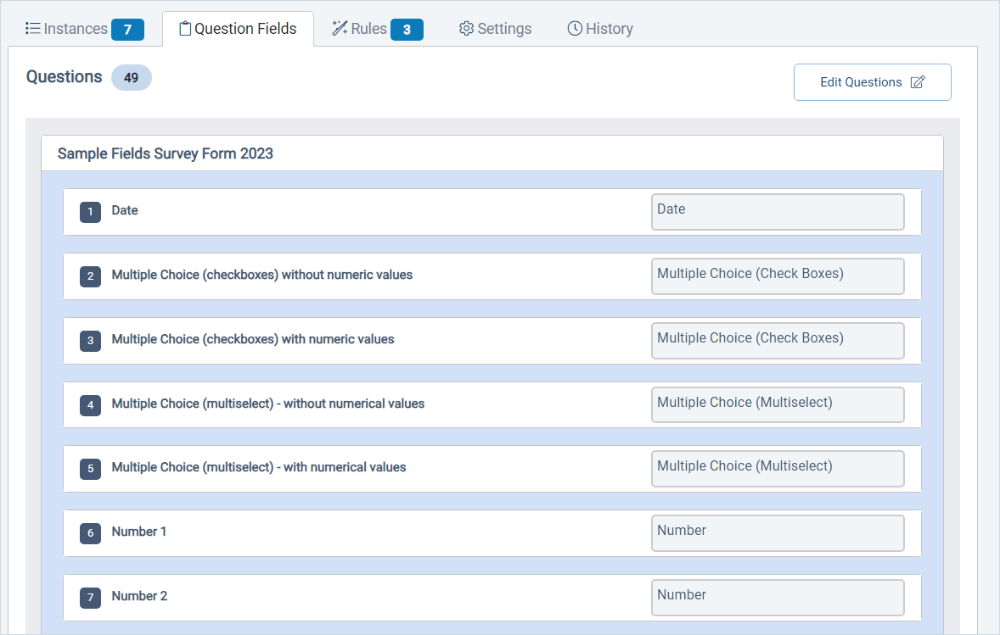 Instances 7 Question Fields Rules 3 Settings History
Questions 49
Edit Questions
Sample Fields Survey Form 2023
1 Date Date
2 Multiple Choice (checkboxes) without numeric values Multiple Choice (Check Boxes)
3 Multiple Choice (checkboxes) with numeric values Multiple Choice (Check Boxes)
4 Multiple Choice (multiselect) - without numerical values Multiple Choice (Multiselect)
5 Multiple Choice (multiselect) - with numerical values Multiple Choice (Multiselect)
6 Number 1 Number
7 Number 2 Number